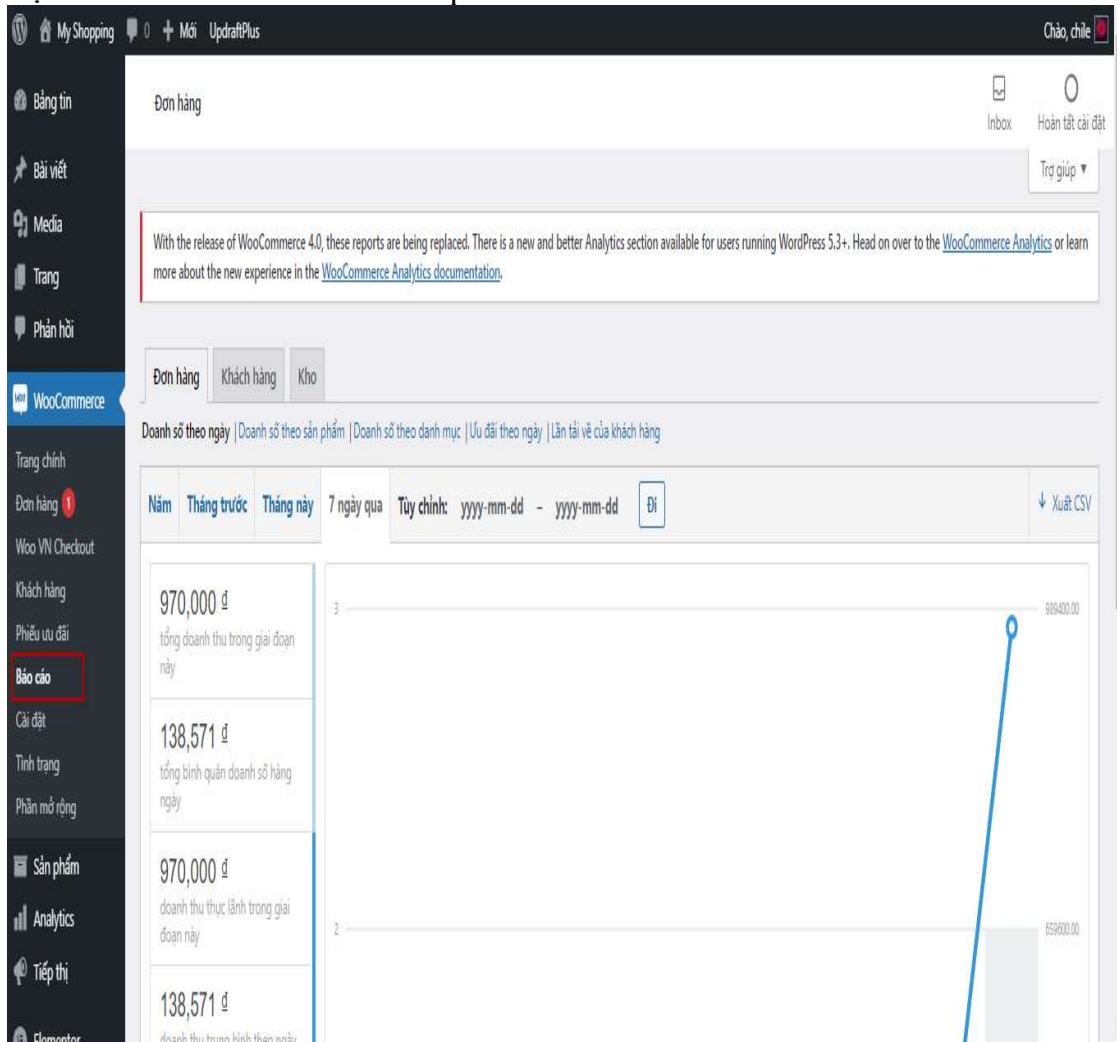 My Shopping 0 + Mới UpdraftPlus Chào, chile
Bảng tin
Bài viết
Media
Trang
Phản hồi
WooCommerce
Trang chính
Đơn hàng 1
Woo VN Checkout
Khách hàng
Phiếu ưu đãi
Báo cáo
Cài đặt
Tình trạng
Phần mở rộng
Sản phẩm
Analytics
Tiếp thị
Elementor
Đơn hàng
Inbox
Hoàn tất cài đặt
Trợ giúp
With the release of WooCommerce 4.0, these reports are being replaced. There is a new and better Analytics section available for users running WordPress 5.3+. Head on over to the WooCommerce Analytics or learn
more about the new experience in the WooCommerce Analytics documentation.
Đơn hàng Khách hàng Kho
Doanh số theo ngày | Doanh số theo sản phẩm | Doanh số theo danh mục | Ưu đãi theo ngày | Lần tải về của khách hàng
Năm Tháng trước Tháng này 7 ngày qua Tùy chỉnh: yyyy-mm-dd – yyyy-mm-dd Đi Xuất CSV
970,000 ₫
tổng doanh thu trong giai đoạn
này
138,571 ₫
tổng bình quân doanh số hàng
ngày
970,000 ₫
doanh thu thực lãnh trong giai
đoạn này
138,571 ₫
doanh thu trung bình theo ngày
3
989400.00
2
659600.00